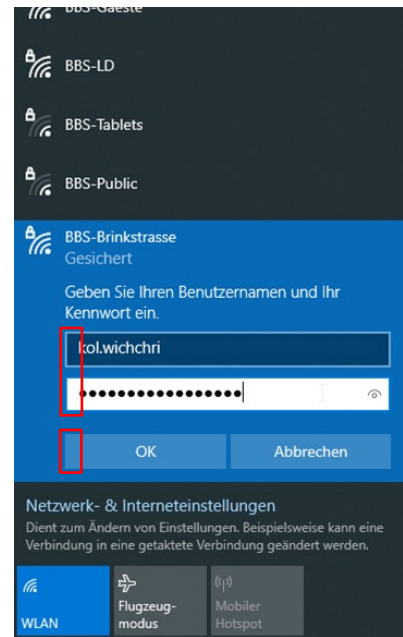 BBS-Gaeste
BBS-LD
BBS-Tablets
BBS-Public
BBS-Brinkstrasse
Gesichert
Geben Sie Ihren Benutzernamen und Ihr
Kennwort ein.
kol.wichchri
●●●●●●●●●●●●●●●●●
OK Abbrechen
Netzwerk- & Interneteinstellungen
Dient zum Ändern von Einstellungen. Beispielsweise kann eine
Verbindung in eine getaktete Verbindung geändert werden.
WLAN Flugzeug- Mobiler
modus Hotspot